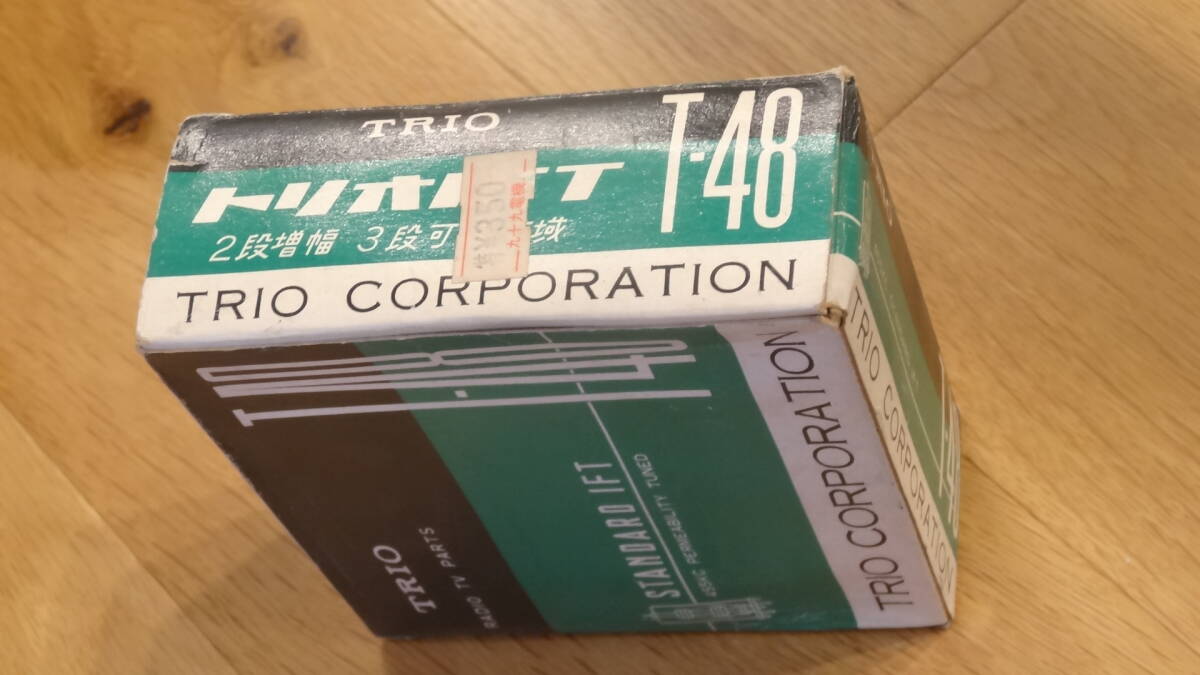 TRIO
T-48
トリオ
2段増幅 3段可 域
¥350
九十九電機
TRIO CORPORATION
T-48
STANDARD IFT
455KC PERMEABILITY TUNED
TRIO
RADIO TV PARTS
TRIO CORPORATION
TRIO CORPORATION